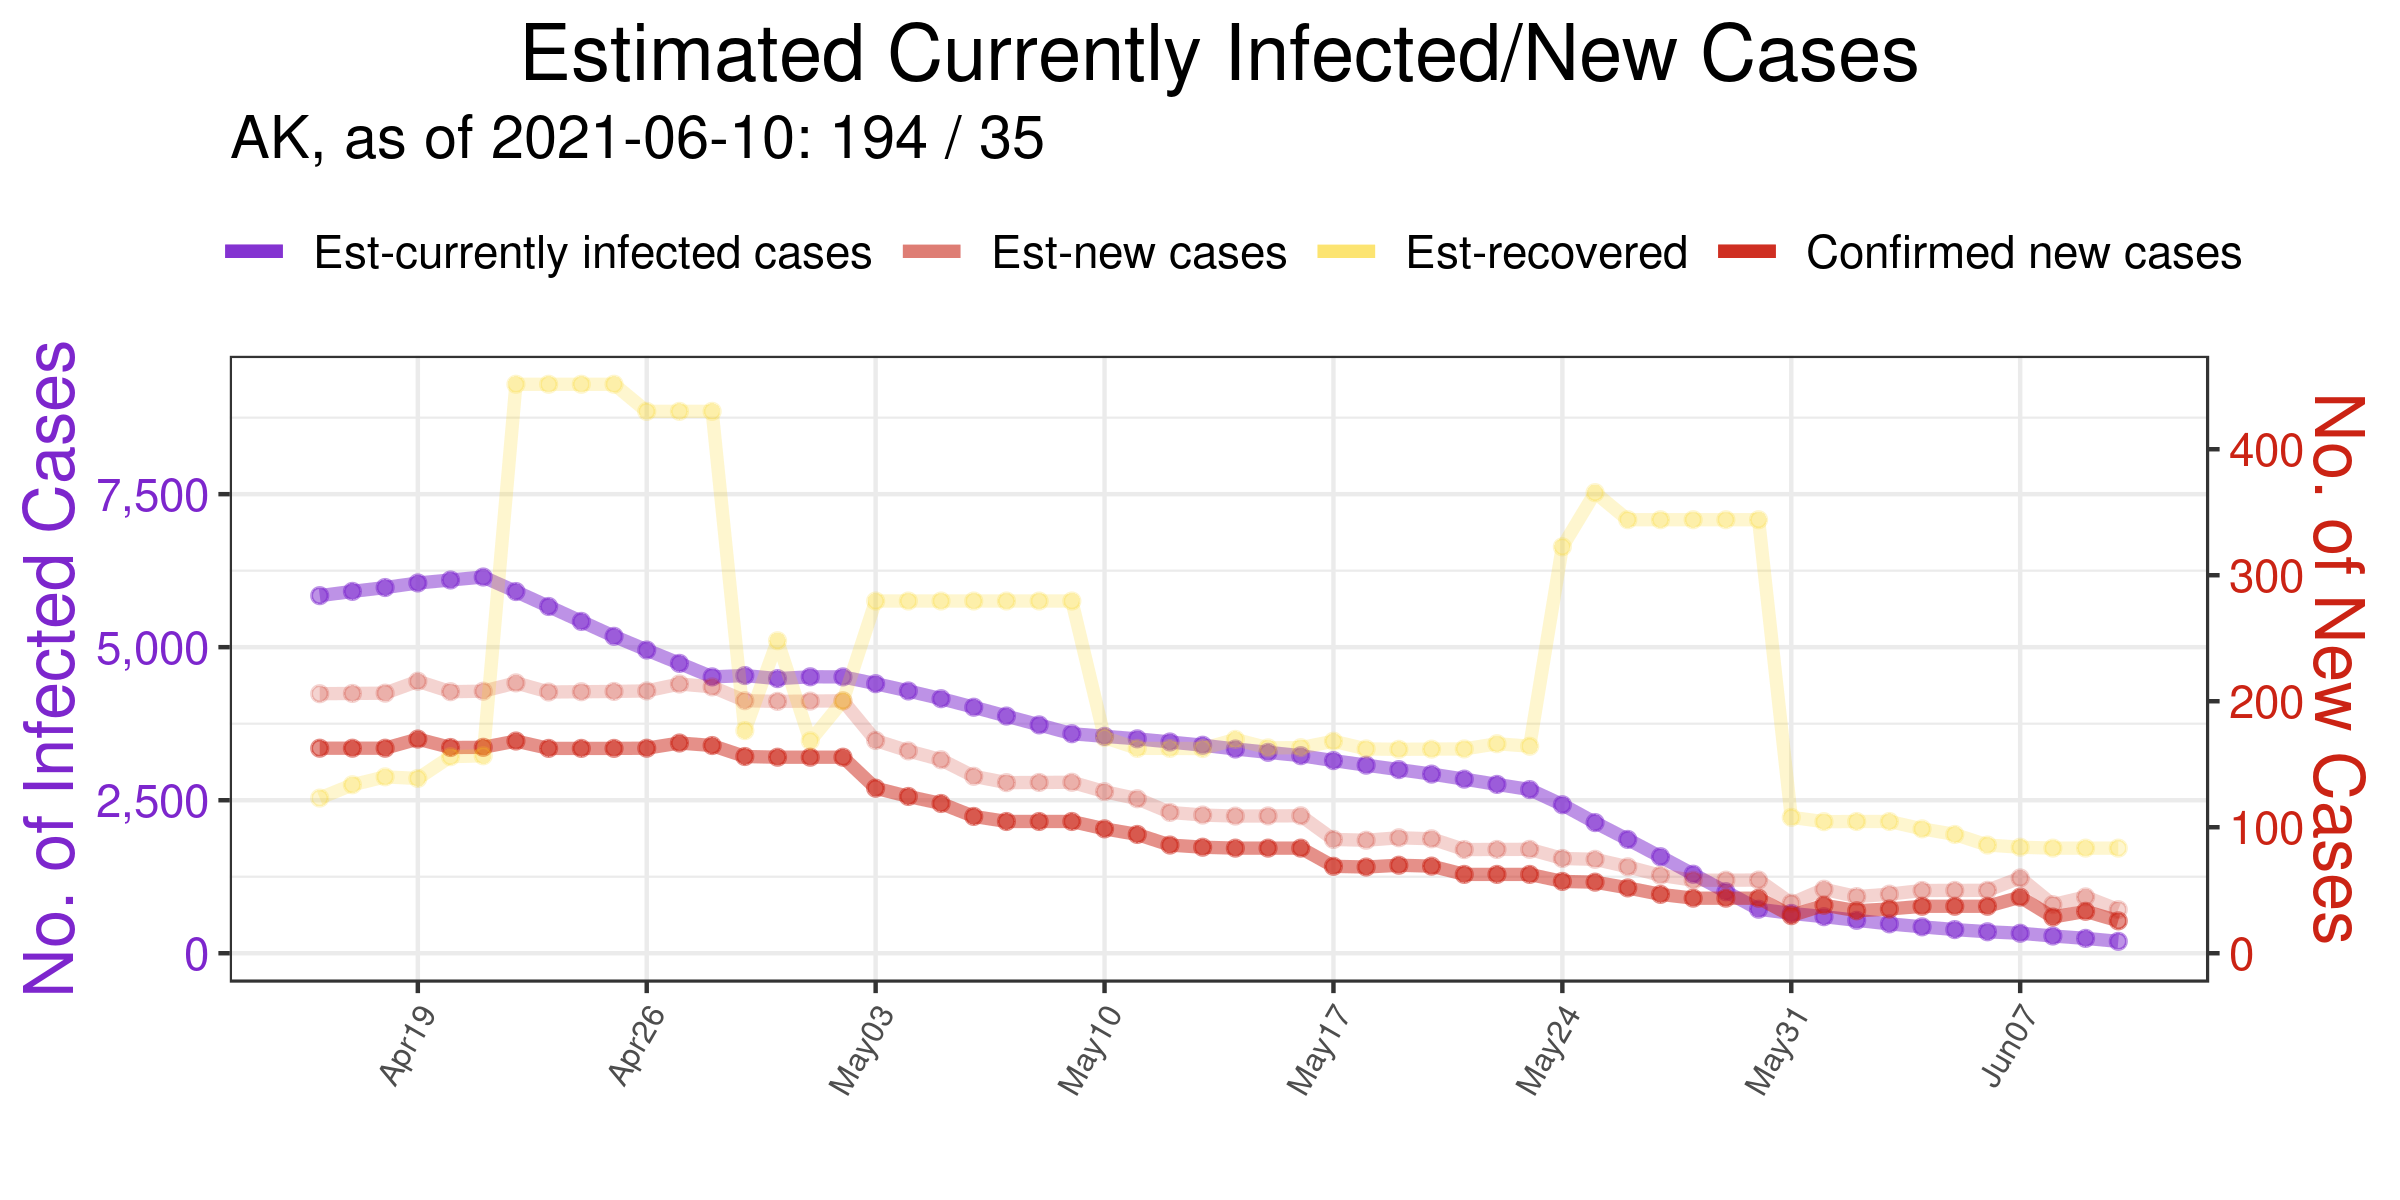 Estimated Currently Infected/New Cases
AK, as of 2021-06-10: 194 / 35
Est-currently infected cases Est-new cases Est-recovered Confirmed new cases
No. of Infected Cases
7,500
5,000
2,500
0
400
300
200
100
0
No. of New Cases
Apr19 Apr26 May03 May10 May17 May24 May31 Jun07